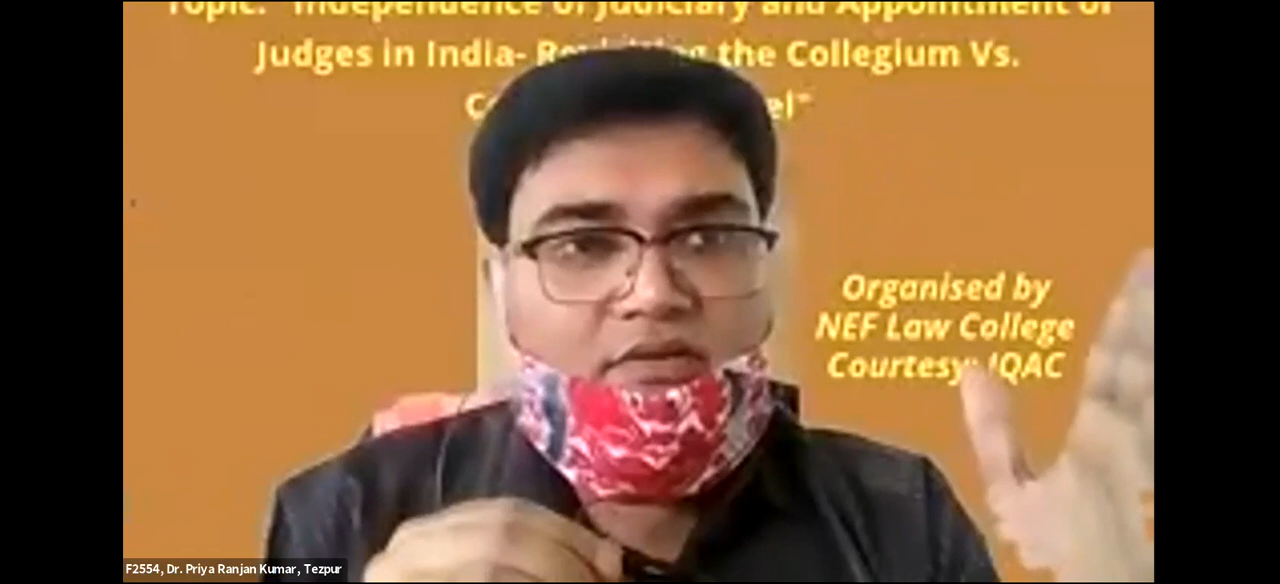 Topic: "Independence of Judiciary and Appointment of
Judges in India- the Collegium Vs.
Organised by
NEF Law College
Courtesy: IQAC
F2554, Dr. Priya Ranjan Kumar, Tezpur